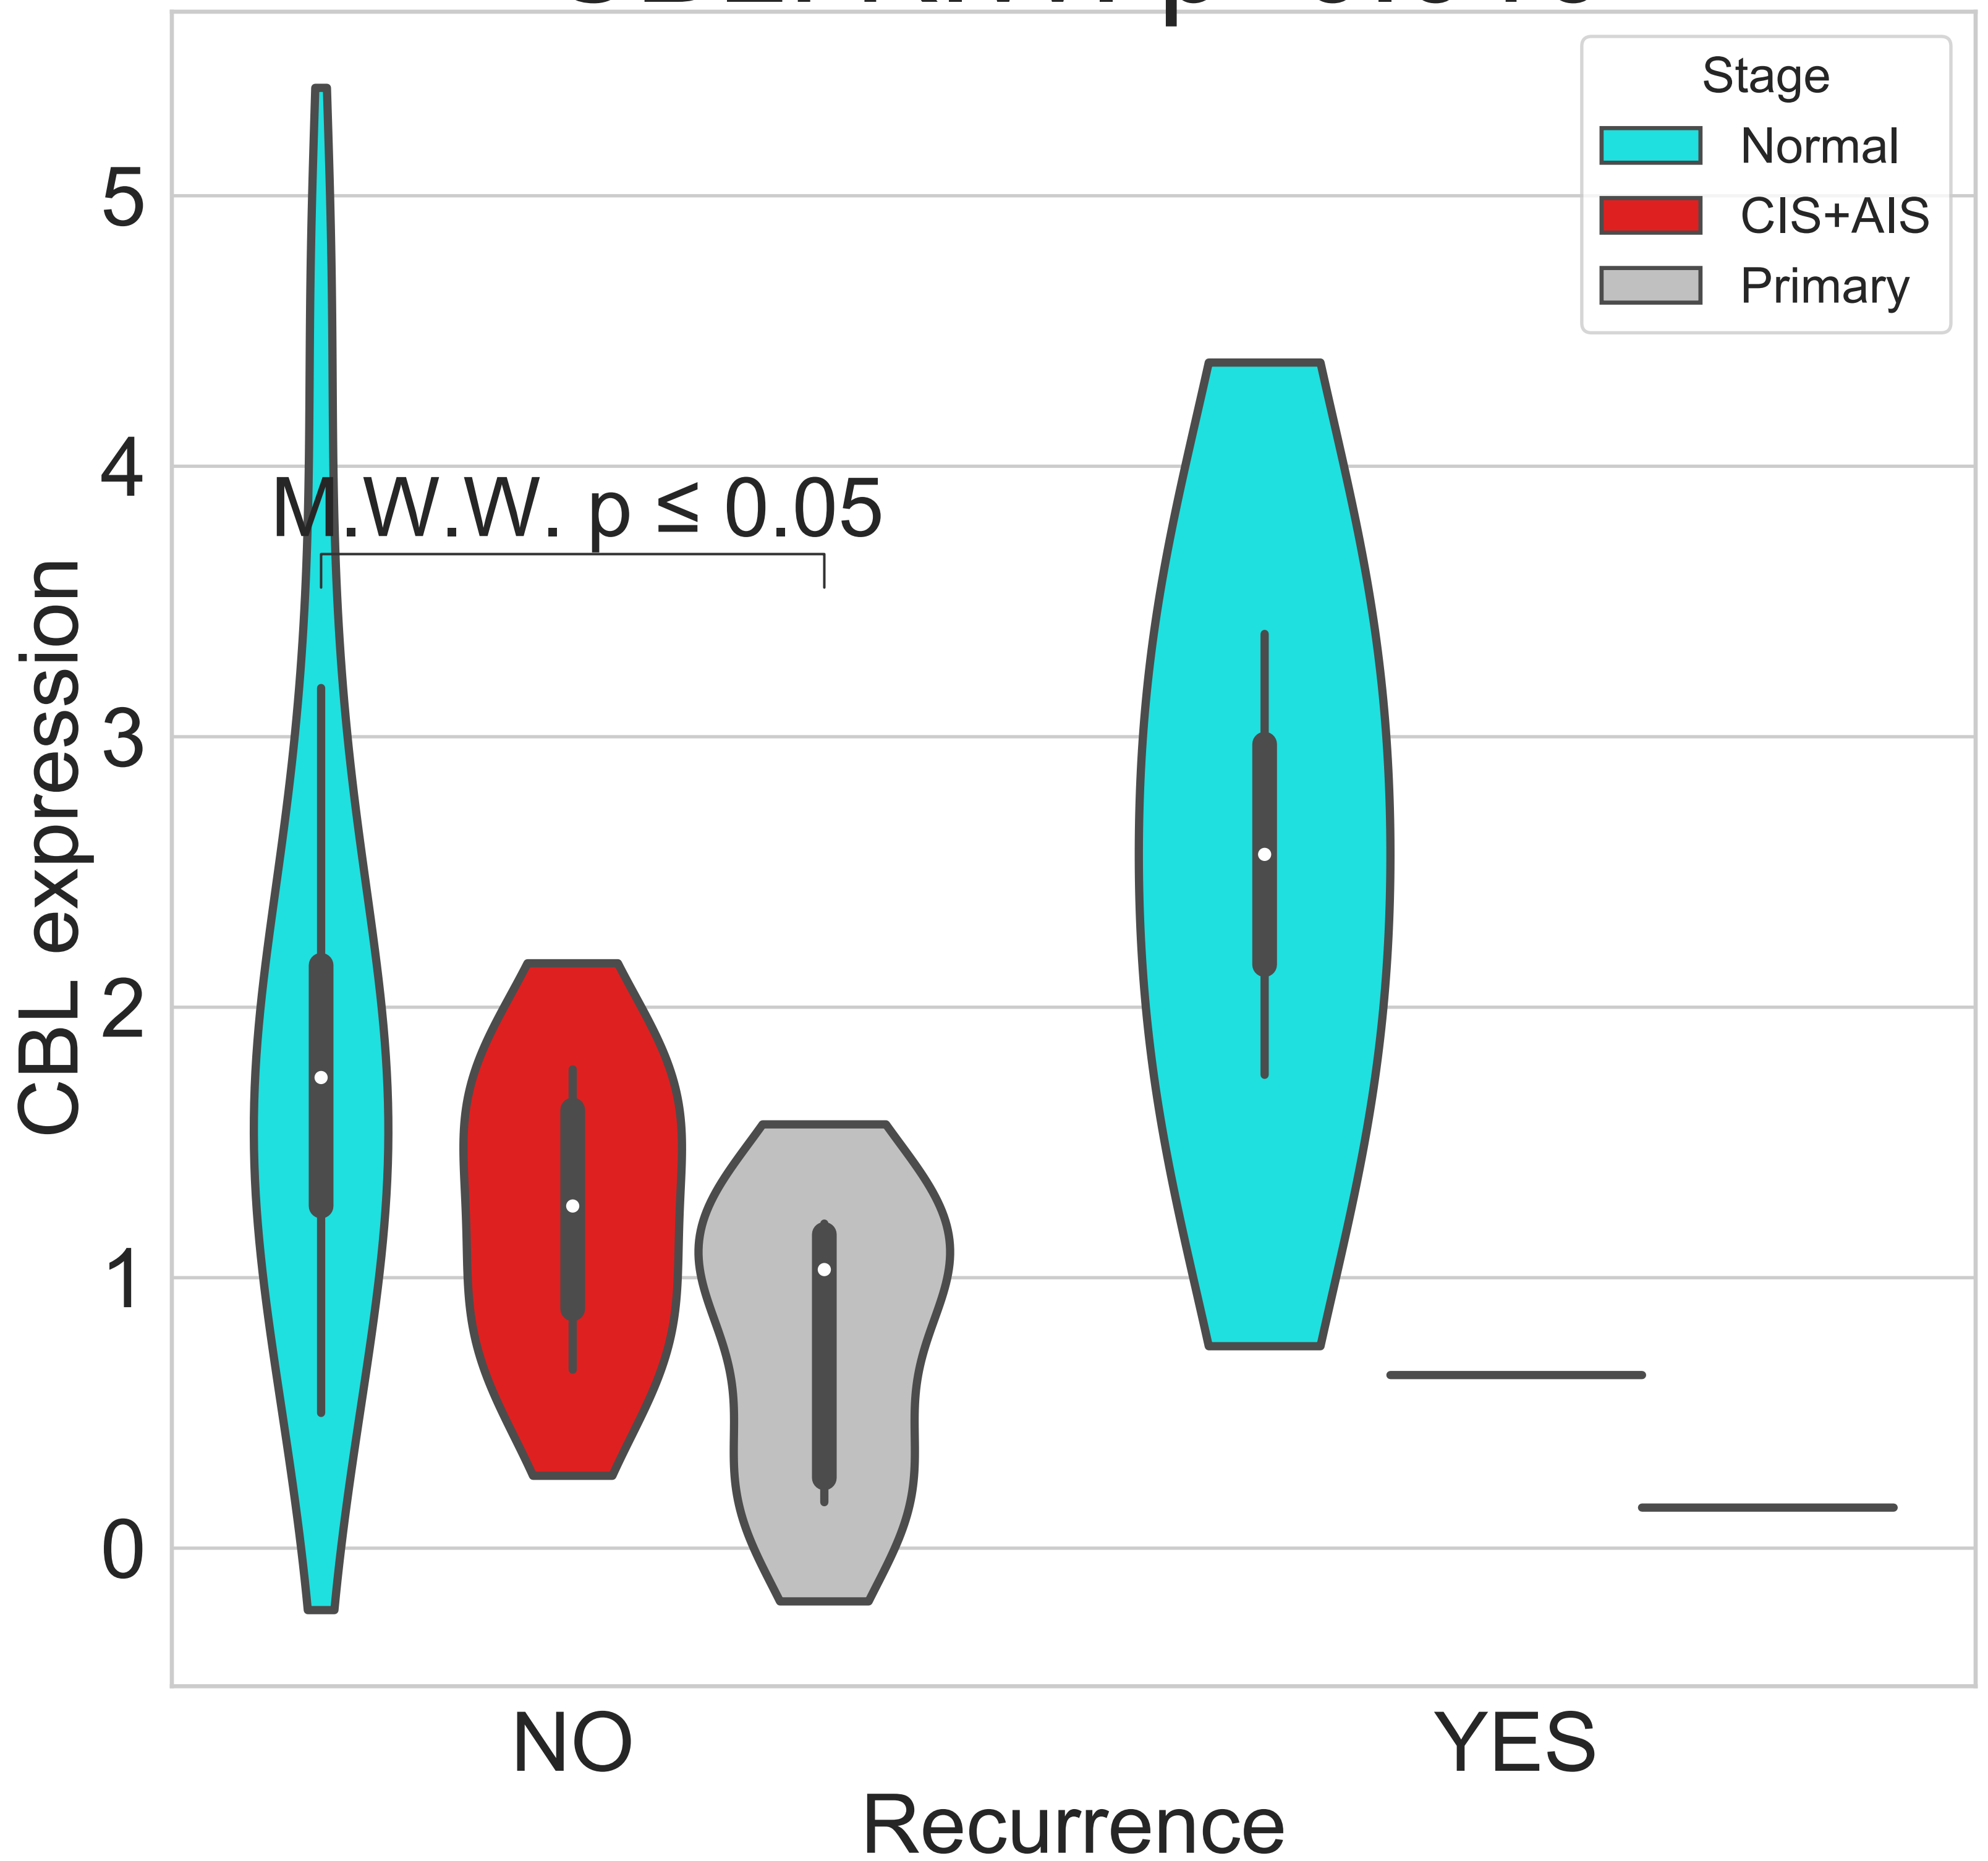 Stage
Normal
CIS+AIS
Primary
5
4
3
2
1
0
M.W.W. p ≤ 0.05
CBL expression
NO
YES
Recurrence